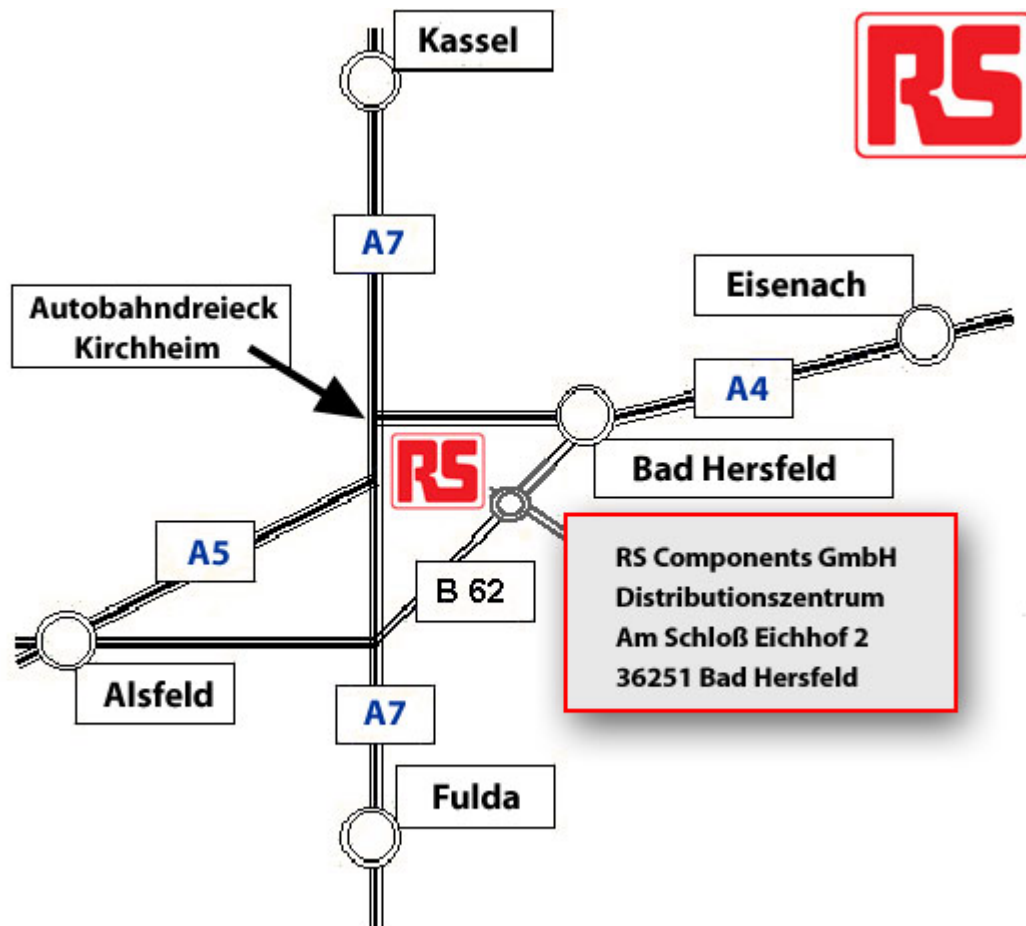 Kassel
RS
A7
Eisenach
Autobahndreieck
Kirchheim
A4
RS
Bad Hersfeld
A5
B 62
RS Components GmbH
Distributionszentrum
Am Schloß Eichhof 2
36251 Bad Hersfeld
Alsfeld
A7
Fulda